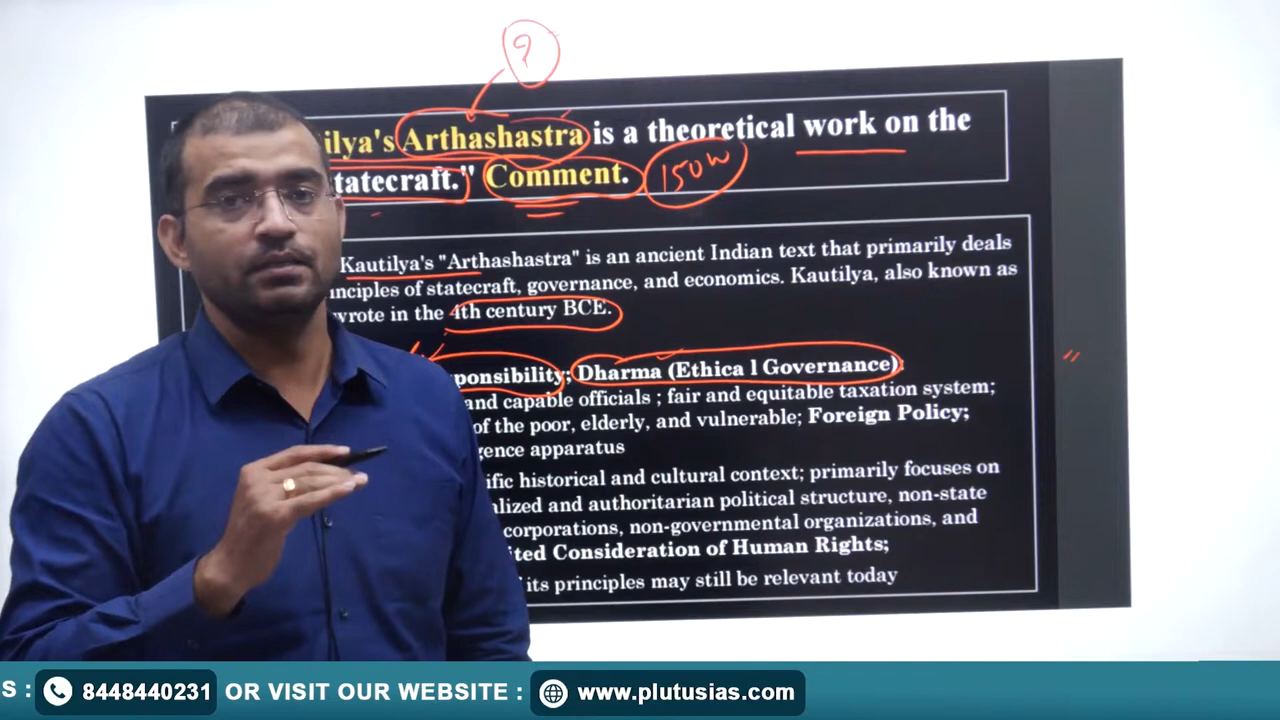 9
ilya's Arthashastra is a theoretical work on the
tatecraft." Comment. 150W
Kautilya's "Arthashastra" is an ancient Indian text that primarily deals
nciples of statecraft, governance, and economics. Kautilya, also known as
wrote in the 4th century BCE.
ponsibility; Dharma (Ethica l Governance);
and capable officials ; fair and equitable taxation system;
of the poor, elderly, and vulnerable; Foreign Policy;
gence apparatus
ific historical and cultural context; primarily focuses on
alized and authoritarian political structure, non-state
corporations, non-governmental organizations, and
ited Consideration of Human Rights;
its principles may still be relevant today
S : 8448440231 OR VISIT OUR WEBSITE : www.plutusias.com